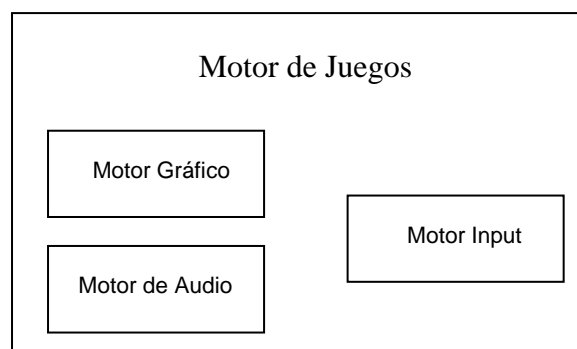 Motor de Juegos
Motor Gráfico
Motor Input
Motor de Audio